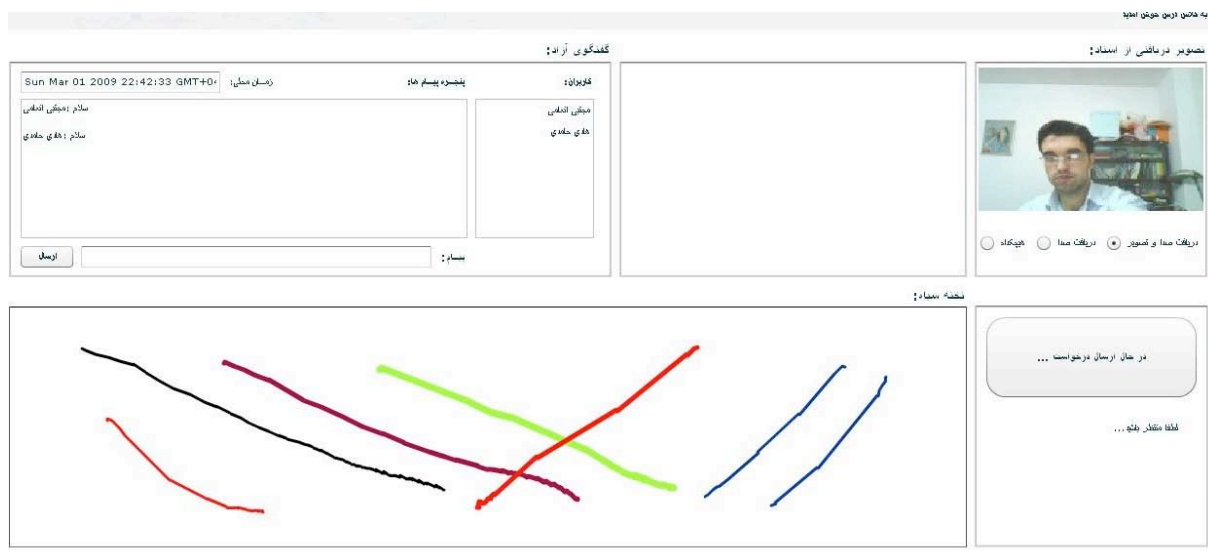 به کلاس درس خوش آمدید
تصویر دریافتی از استاد:
دریافت صدا و تصویر دریافت صدا هیچکدام
گفتگوی آزاد:
کاربران: پنجره پیام ها: زمان محلی: Sun Mar 01 2009 22:42:33 GMT+0
مجتبی
هادی حامدی
سلام : مجتبی
سلام : هادی حامدی
پیام : ارسال
تخته سیاه:
در حال ارسال درخواست ...
لطفا منتظر باشید ...